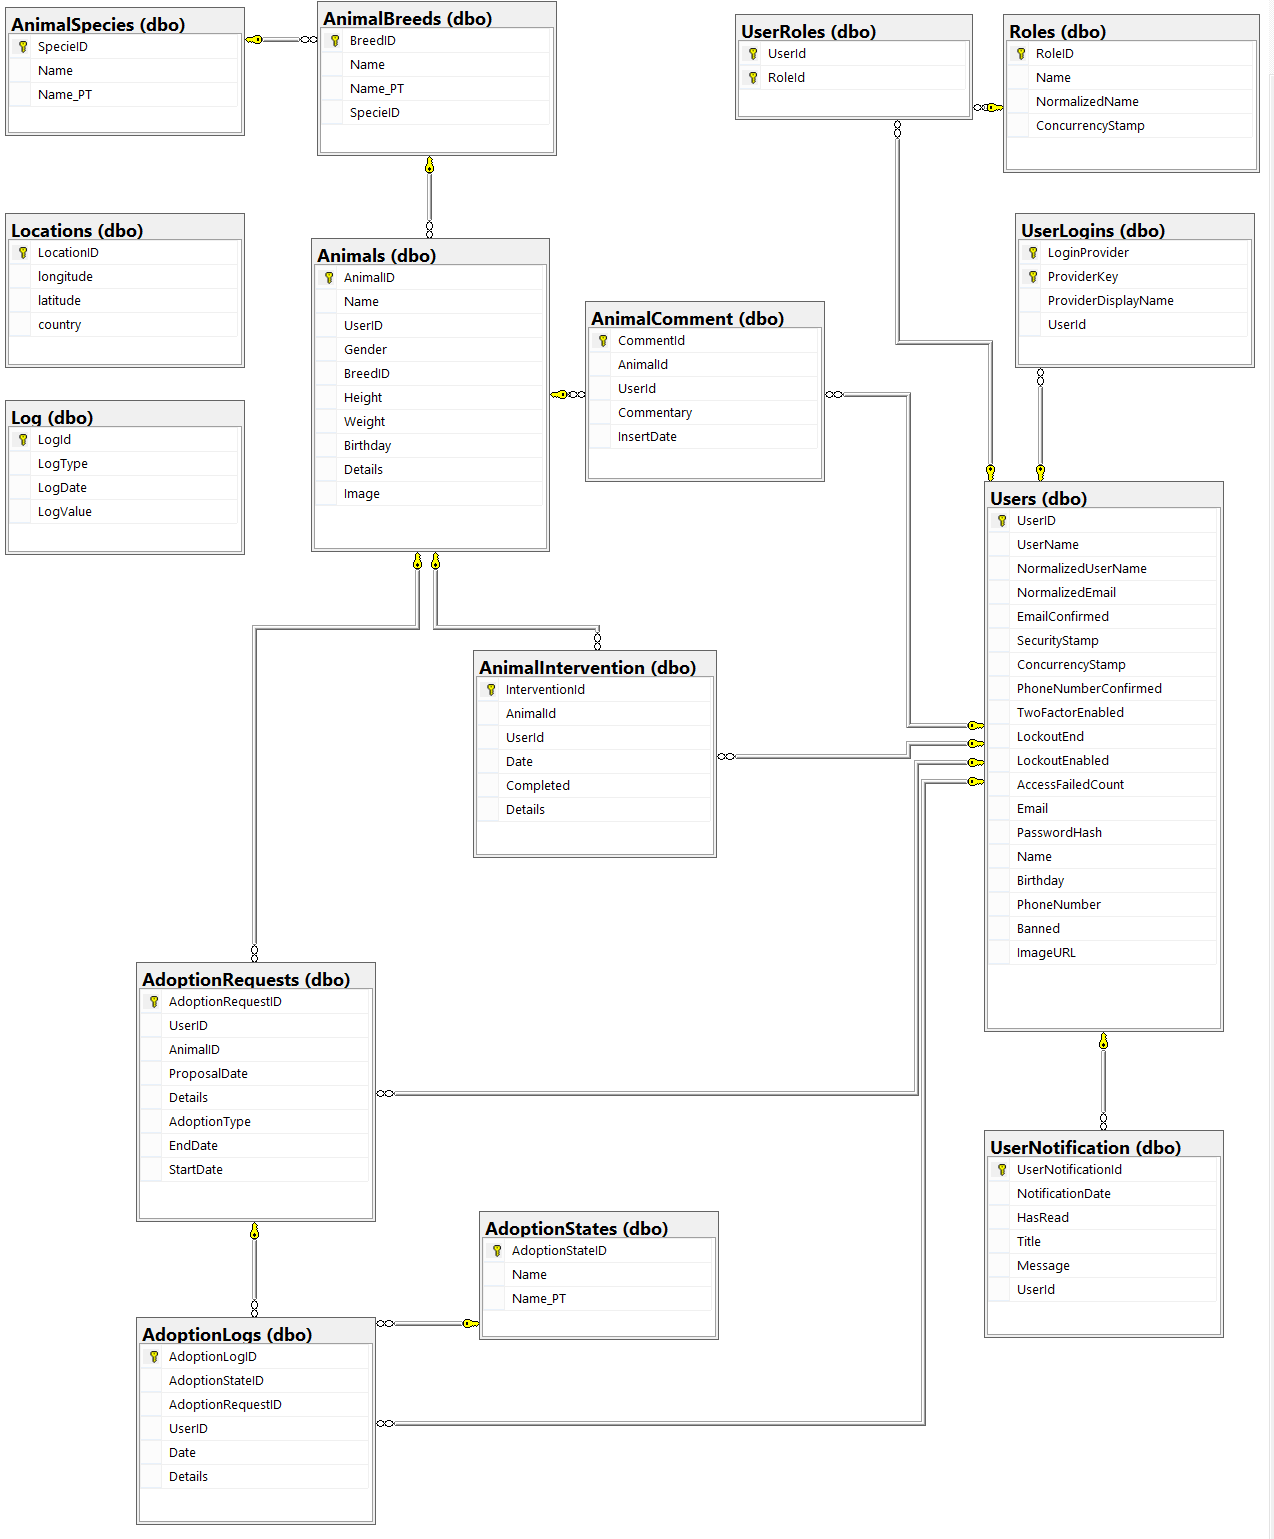 AnimalSpecies (dbo)
SpecieID
Name
Name_PT
AnimalBreeds (dbo)
BreedID
Name
Name_PT
SpecieID
UserRoles (dbo)
UserId
RoleId
Roles (dbo)
RoleID
Name
NormalizedName
ConcurrencyStamp
Locations (dbo)
LocationID
longitude
latitude
country
Animals (dbo)
AnimalID
Name
UserID
Gender
BreedID
Height
Weight
Birthday
Details
Image
AnimalComment (dbo)
CommentId
AnimalId
UserId
Commentary
InsertDate
UserLogins (dbo)
LoginProvider
ProviderKey
ProviderDisplayName
UserId
Log (dbo)
LogId
LogType
LogDate
LogValue
Users (dbo)
UserID
UserName
NormalizedUserName
NormalizedEmail
EmailConfirmed
SecurityStamp
ConcurrencyStamp
PhoneNumberConfirmed
TwoFactorEnabled
LockoutEnd
LockoutEnabled
AccessFailedCount
Email
PasswordHash
Name
Birthday
PhoneNumber
Banned
ImageURL
AnimalIntervention (dbo)
InterventionId
AnimalId
UserId
Date
Completed
Details
AdoptionRequests (dbo)
AdoptionRequestID
UserID
AnimalID
ProposalDate
Details
AdoptionType
EndDate
StartDate
UserNotification (dbo)
UserNotificationId
NotificationDate
HasRead
Title
Message
UserId
AdoptionStates (dbo)
AdoptionStateID
Name
Name_PT
AdoptionLogs (dbo)
AdoptionLogID
AdoptionStateID
AdoptionRequestID
UserID
Date
Details